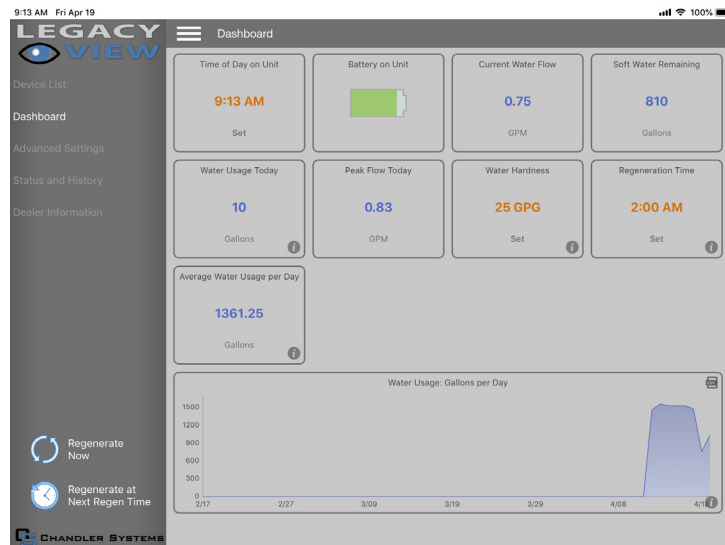 9:13 AM Fri Apr 19
100%
LEGACY
VIEW
Device List
Dashboard
Advanced Settings
Status and History
Dealer Information
Regenerate
Now
Regenerate at
Next Regen Time
CHANDLER SYSTEMS
Dashboard
Time of Day on Unit
9:13 AM
Set
Battery on Unit
Current Water Flow
0.75
GPM
Soft Water Remaining
810
Gallons
Water Usage Today
10
Gallons
Peak Flow Today
0.83
GPM
Water Hardness
25 GPG
Set
Regeneration Time
2:00 AM
Set
Average Water Usage per Day
1361.25
Gallons
Water Usage: Gallons per Day
1500
1200
900
600
300
0
2/17 2/27 3/09 3/19 3/29 4/08